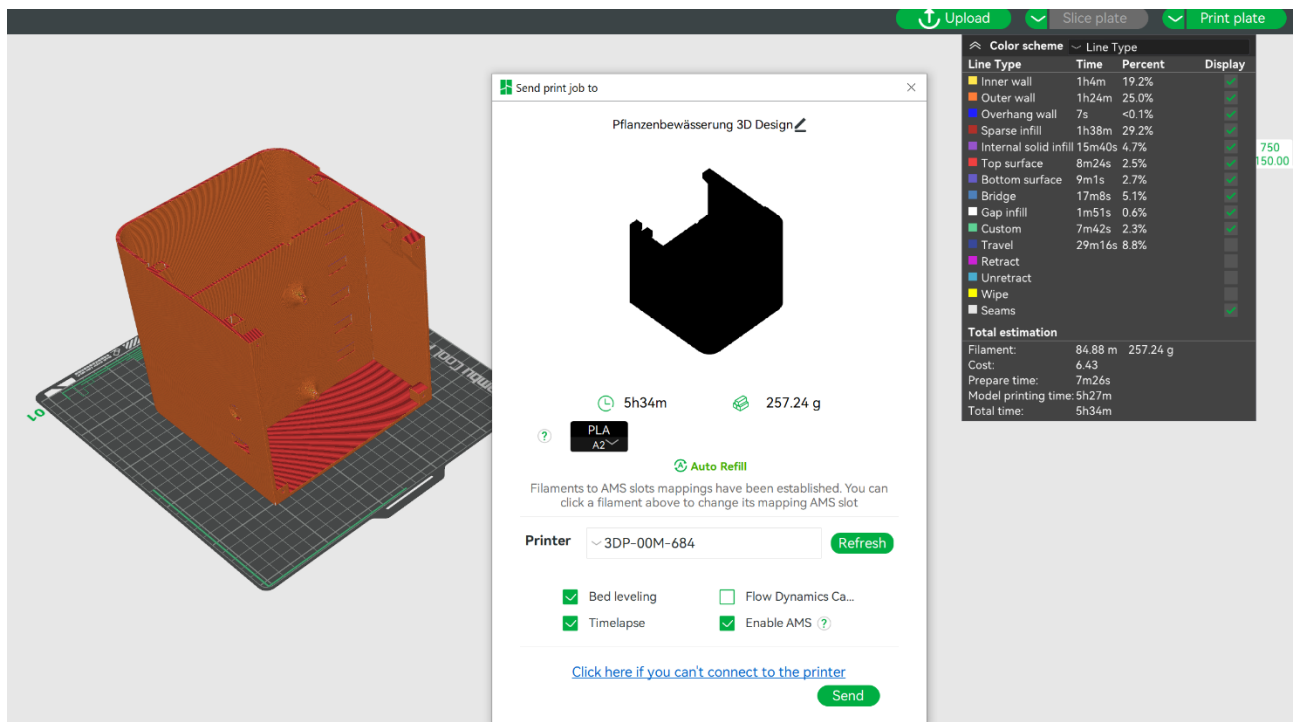 Upload Slice plate Print plate
Color scheme Line Type
Line Type Time Percent Display
Inner wall 1h4m 19.2%
Outer wall 1h24m 25.0%
Overhang wall 7s <0.1%
Sparse infill 1h38m 29.2%
Internal solid infill 15m40s 4.7%
Top surface 8m24s 2.5%
Bottom surface 9m1s 2.7%
Bridge 17m8s 5.1%
Gap infill 1m51s 0.6%
Custom 7m42s 2.3%
Travel 29m16s 8.8%
Retract
Unretract
Wipe
Seams
Total estimation
Filament: 84.88 m 257.24 g
Cost: 6.43
Prepare time: 7m26s
Model printing time: 5h27m
Total time: 5h34m
750
150.00
Send print job to
Pflanzenbewässerung 3D Design
5h34m 257.24 g
? PLA
A2
Auto Refill
Filaments to AMS slots mappings have been established. You can
click a filament above to change its mapping AMS slot
Printer 3DP-00M-684 Refresh
Bed leveling Flow Dynamics Ca...
Timelapse Enable AMS ?
Click here if you can't connect to the printer
Send
01